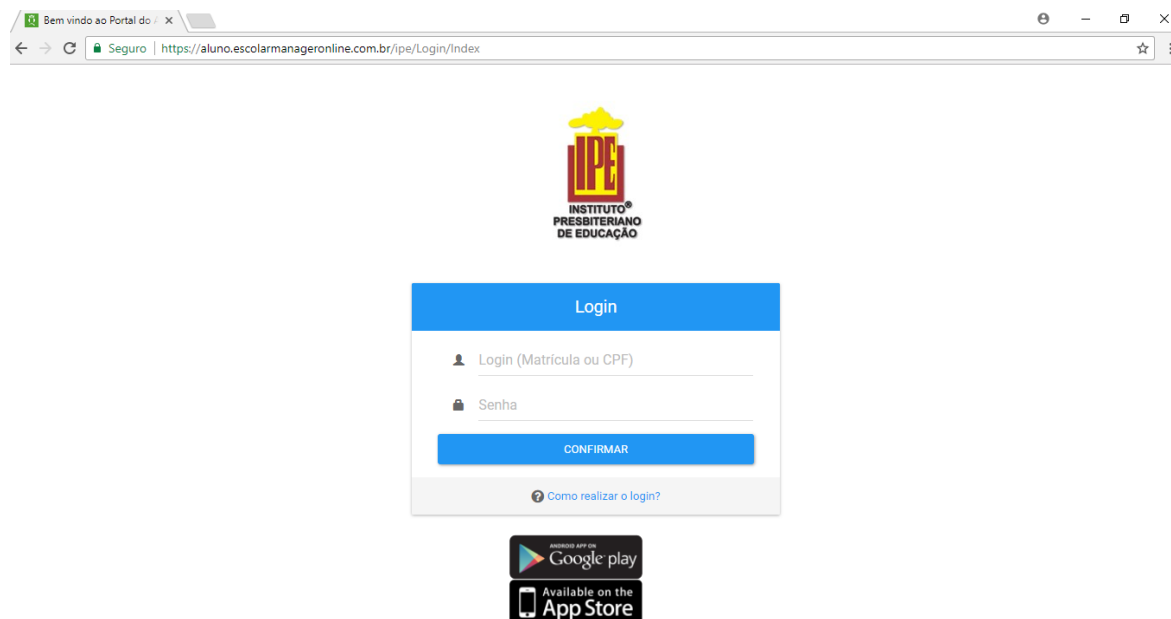 Bem vindo ao Portal do
Seguro | https://aluno.escolarmanageronline.com.br/ipe/Login/Index
IPE
INSTITUTO®
PRESBITERIANO
DE EDUCAÇÃO
Login
Login (Matrícula ou CPF)
Senha
CONFIRMAR
Como realizar o login?
ANDROID APP ON
Google play
Available on the
App Store